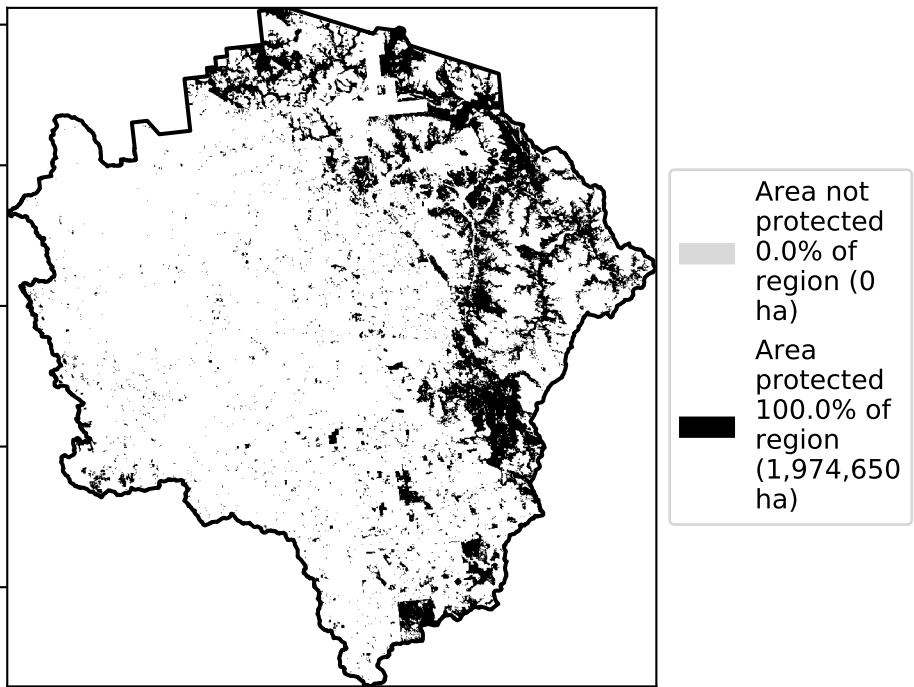 Area not
protected
0.0% of
region (0
ha)
Area
protected
100.0% of
region
(1,974,650
ha)